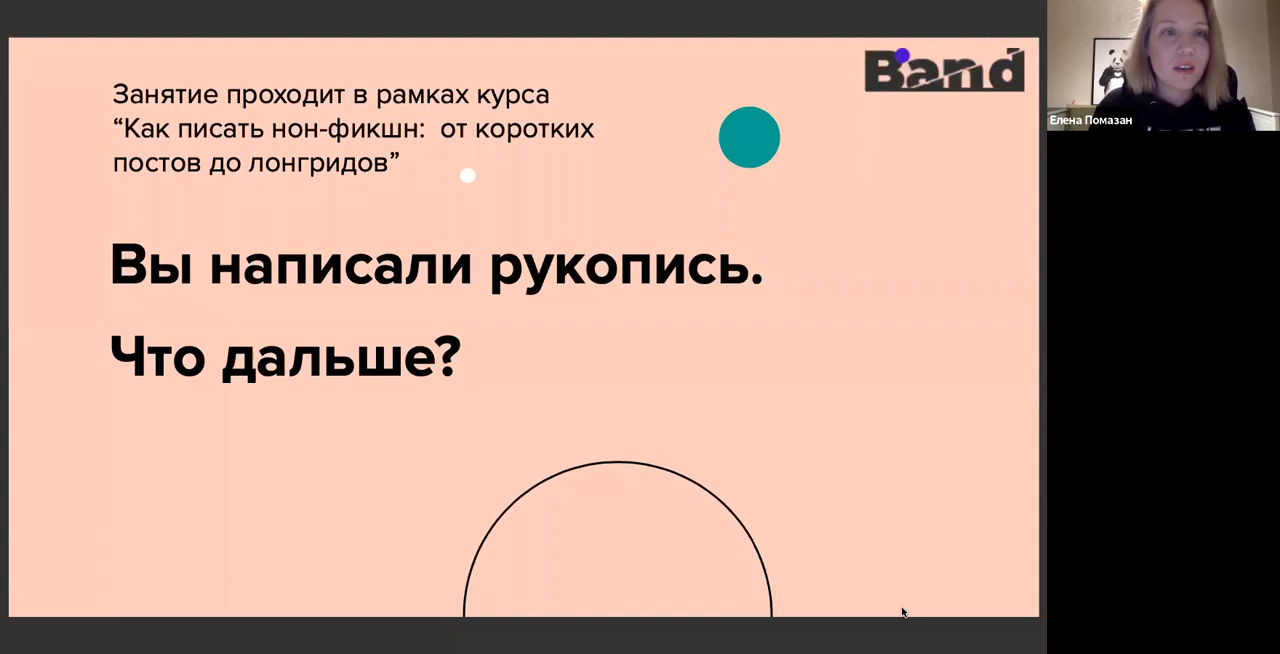 Band
Занятие проходит в рамках курса
“Как писать нон-фикшн:  от коротких
постов до лонгридов”
Вы написали рукопись.
Что дальше?
Елена Помазан